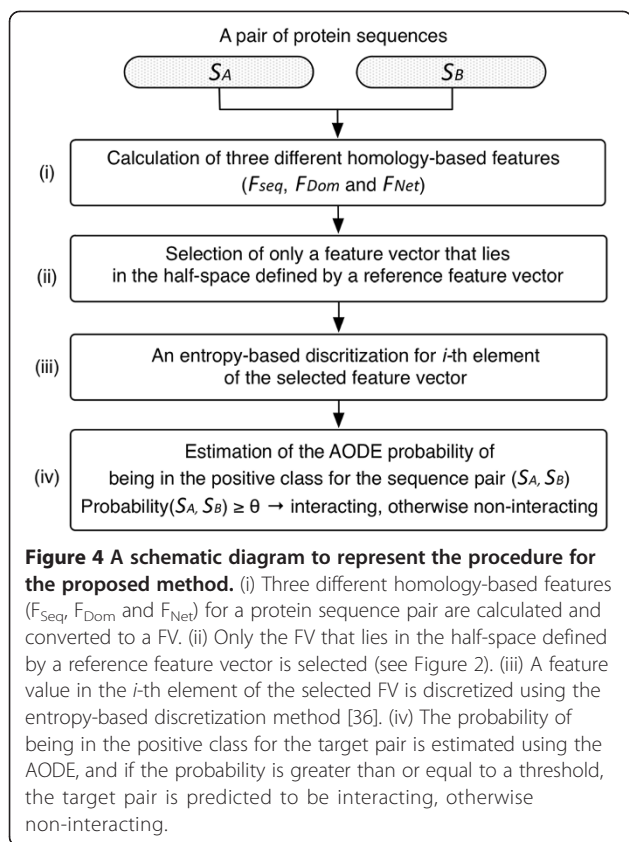 A pair of protein sequences
SA SB
(i) Calculation of three different homology-based features
(Fseq, FDom and FNet)
(ii) Selection of only a feature vector that lies
in the half-space defined by a reference feature vector
(iii) An entropy-based discritization for i-th element
of the selected feature vector
(iv) Estimation of the AODE probability of
being in the positive class for the sequence pair (SA, SB)
Probability(SA, SB) ≥ θ → interacting, otherwise non-interacting
Figure 4 A schematic diagram to represent the procedure for
the proposed method. (i) Three different homology-based features
(FSeq, FDom and FNet) for a protein sequence pair are calculated and
converted to a FV. (ii) Only the FV that lies in the half-space defined
by a reference feature vector is selected (see Figure 2). (iii) A feature
value in the i-th element of the selected FV is discretized using the
entropy-based discretization method [36]. (iv) The probability of
being in the positive class for the target pair is estimated using the
AODE, and if the probability is greater than or equal to a threshold,
the target pair is predicted to be interacting, otherwise
non-interacting.